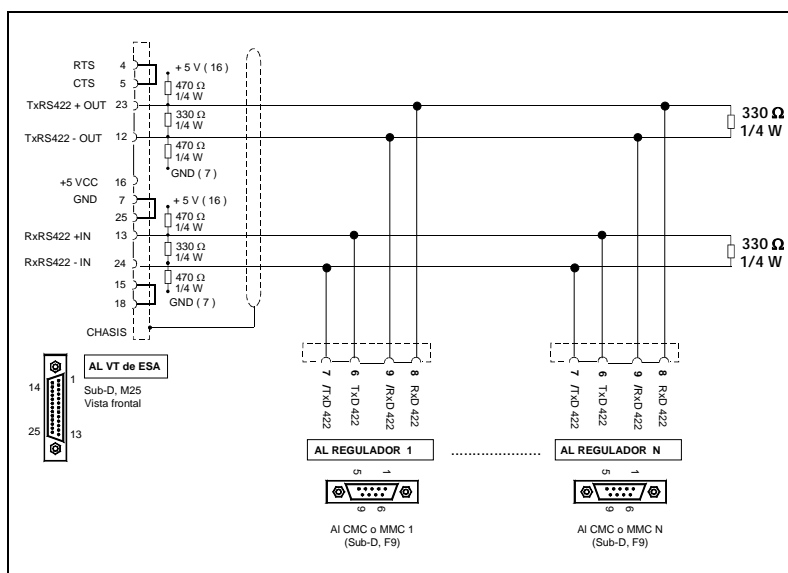 RTS 4
CTS 5
TxRS422 + OUT 23
TxRS422 - OUT 12
+5 VCC 16
GND 7
25
RxRS422 +IN 13
RxRS422 - IN 24
15
18
CHASIS
+ 5 V ( 16 )
470 Ω
1/4 W
330 Ω
1/4 W
470 Ω
1/4 W
GND ( 7 )
+ 5 V ( 16 )
470 Ω
1/4 W
330 Ω
1/4 W
470 Ω
1/4 W
GND ( 7 )
330 Ω
1/4 W
330 Ω
1/4 W
AL VT de ESA
Sub-D, M25
Vista frontal
14
1
25
13
7 /TxD 422
6 TxD 422
9 /RxD 422
8 RxD 422
AL REGULADOR 1
5
1
9
6
Al CMC o MMC 1
(Sub-D, F9)
.......................
7 /TxD 422
6 TxD 422
9 /RxD 422
8 RxD 422
AL REGULADOR N
5
1
9
6
Al CMC o MMC N
(Sub-D, F9)